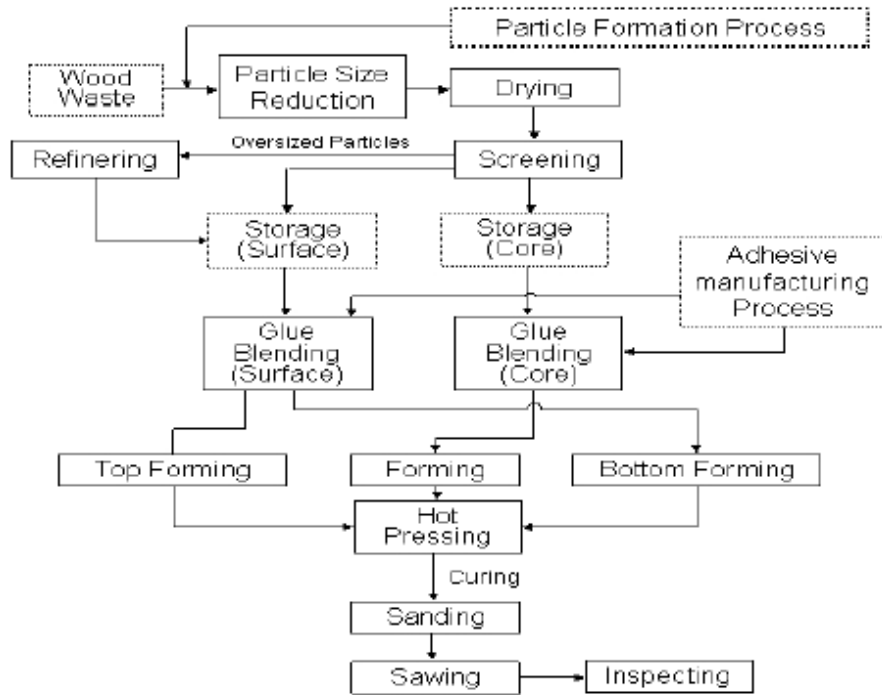 Particle Formation Process
Wood
Waste
Particle Size
Reduction
Drying
Oversized Particles
Refinering
Screening
Storage
(Surface)
Storage
(Core)
Adhesive
manufacturing
Process
Glue
Blending
(Surface)
Glue
Blending
(Core)
Top Forming
Forming
Bottom Forming
Hot
Pressing
Curing
Sanding
Sawing
Inspecting